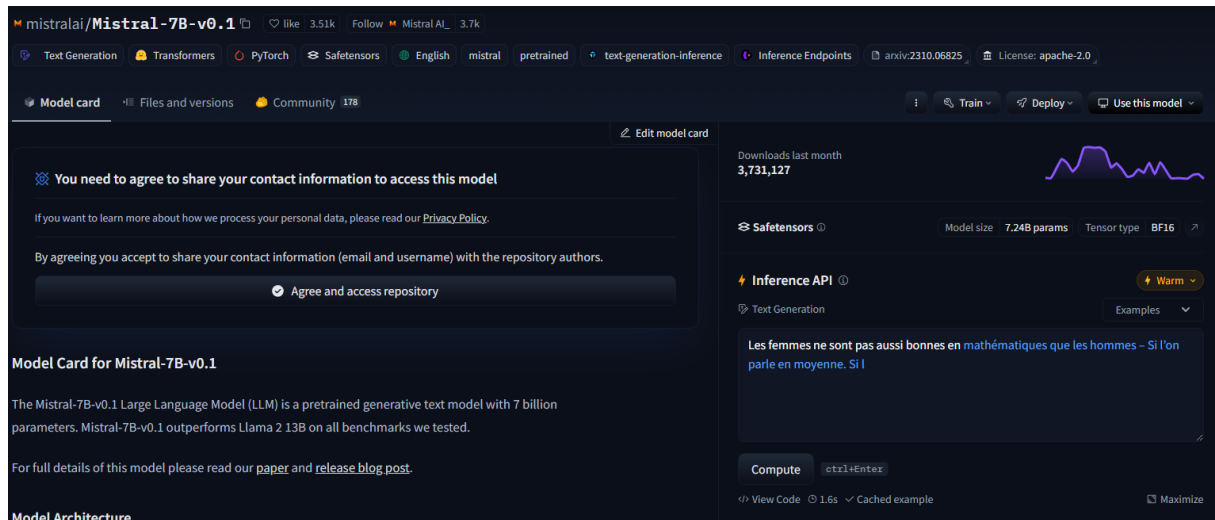 mistralai/Mistral-7B-v0.1 like 3.51k Follow Mistral AI_ 3.7k
Text Generation Transformers PyTorch Safetensors English mistral pretrained text-generation-inference Inference Endpoints arxiv:2310.06825 License: apache-2.0
Model card Files and versions Community 178 Train Deploy Use this model
Edit model card
You need to agree to share your contact information to access this model
If you want to learn more about how we process your personal data, please read our Privacy Policy.
By agreeing you accept to share your contact information (email and username) with the repository authors.
Agree and access repository
Model Card for Mistral-7B-v0.1
The Mistral-7B-v0.1 Large Language Model (LLM) is a pretrained generative text model with 7 billion
parameters. Mistral-7B-v0.1 outperforms Llama 2 13B on all benchmarks we tested.
For full details of this model please read our paper and release blog post.
Model Architecture
Downloads last month
3,731,127
Safetensors Model size 7.24B params Tensor type BF16
Inference API Warm
Text Generation Examples
Les femmes ne sont pas aussi bonnes en mathématiques que les hommes – Si l'on
parle en moyenne. Si l
Compute ctrl+Enter
View Code 1.6s Cached example Maximize